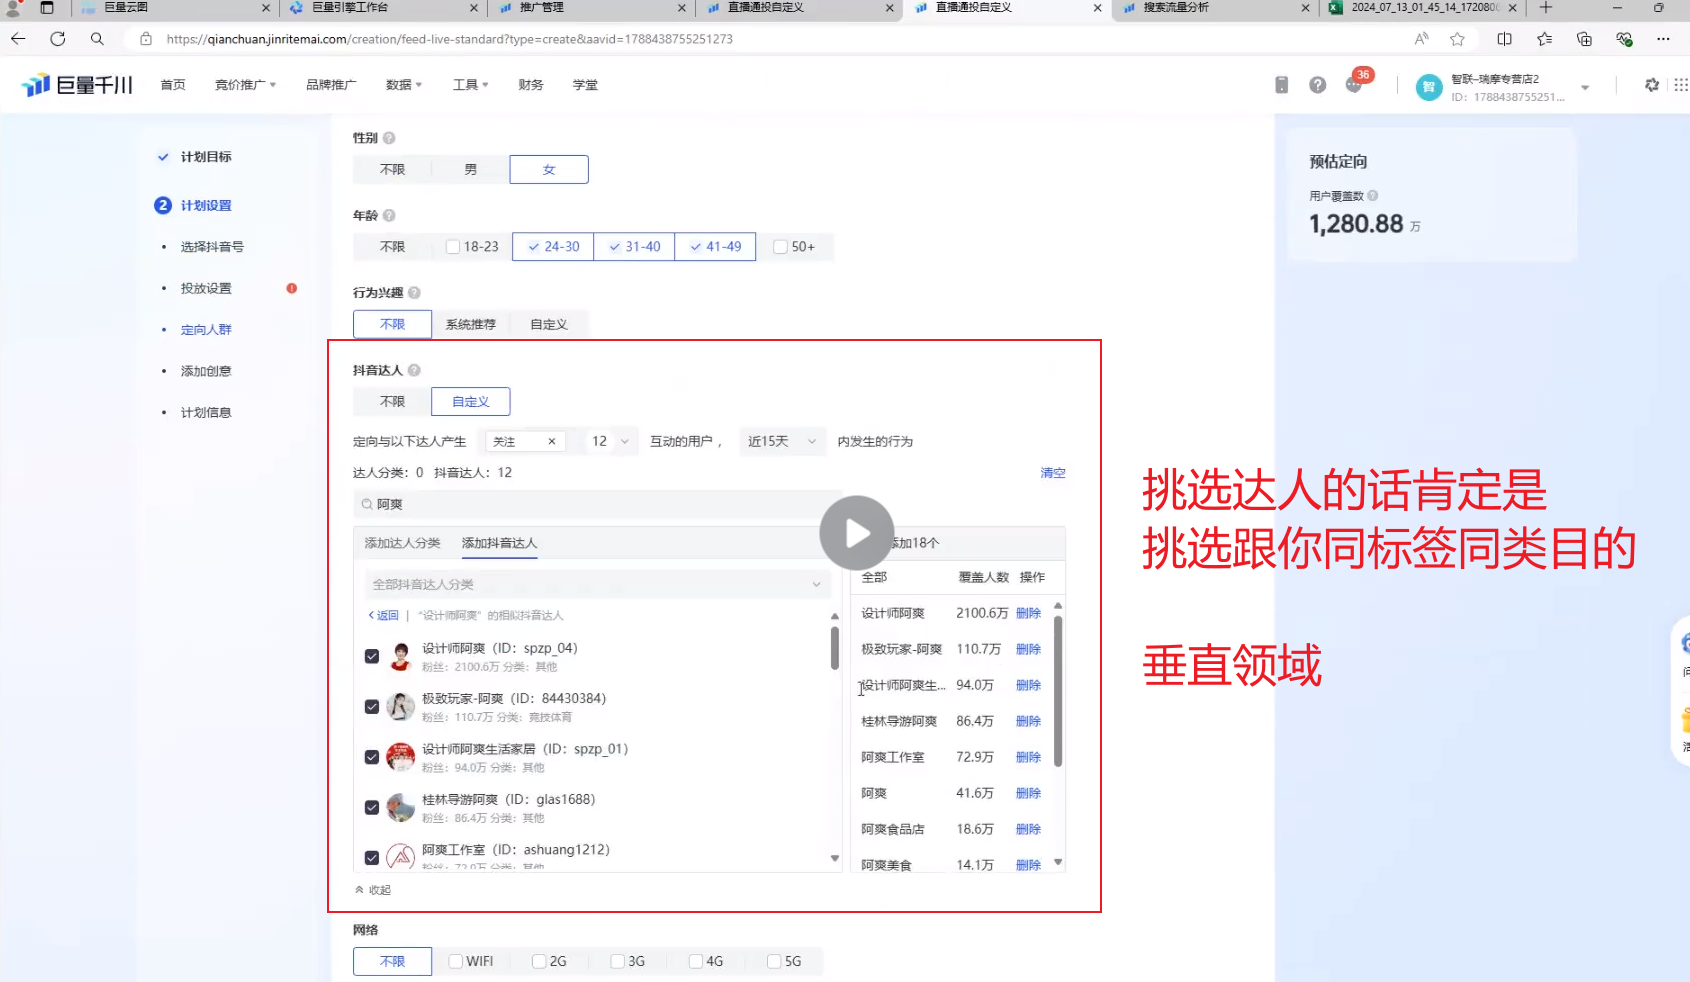 巨量云图
巨量引擎工作台
推广管理
直播通投自定义
直播通投自定义
搜索流量分析
2024_07_13_01_45_14_172080
https://qianchuan.jinritemai.com/creation/feed-live-standard?type=create&aavid=1788438755251273
巨量千川
首页
竞价推广
品牌推广
数据
工具
财务
学堂
36
智
智联–瑞摩专营店2
ID: 1788438755251...
计划目标
2 计划设置
选择抖音号
投放设置
定向人群
添加创意
计划信息
性别
不限 男 女
年龄
不限 18-23 24-30 31-40 41-49 50+
行为兴趣
不限 系统推荐 自定义
抖音达人
不限 自定义
定向与以下达人产生 关注 × 12 互动的用户， 近15天 内发生的行为
达人分类：0 抖音达人：12 清空
阿爽
添加达人分类 添加抖音达人
全部抖音达人分类
返回 | “设计师阿爽” 的相似抖音达人
设计师阿爽（ID：spzp_04）
粉丝：2100.6万 分类：其他
极致玩家-阿爽（ID：84430384）
粉丝：110.7万 分类：竞技体育
设计师阿爽生活家居（ID：spzp_01）
粉丝：94.0万 分类：其他
桂林导游阿爽（ID：glas1688）
粉丝：86.4万 分类：其他
阿爽工作室（ID：ashuang1212）
粉丝：72.9万 分类：其他
添加18个
全部 覆盖人数 操作
设计师阿爽 2100.6万 删除
极致玩家-阿爽 110.7万 删除
设计师阿爽生... 94.0万 删除
桂林导游阿爽 86.4万 删除
阿爽工作室 72.9万 删除
阿爽 41.6万 删除
阿爽食品店 18.6万 删除
阿爽美食 14.1万 删除
收起
网络
不限 WIFI 2G 3G 4G 5G
预估定向
用户覆盖数
1,280.88 万
挑选达人的话肯定是
挑选跟你同标签同类目的
垂直领域